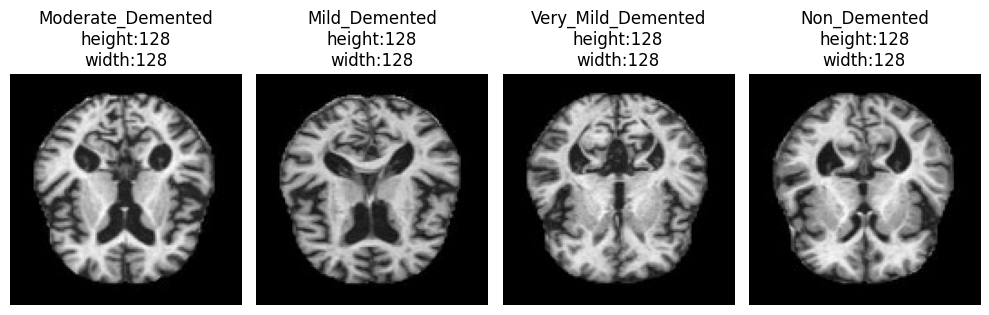 Moderate_Demented
height:128
width:128
Mild_Demented
height:128
width:128
Very_Mild_Demented
height:128
width:128
Non_Demented
height:128
width:128